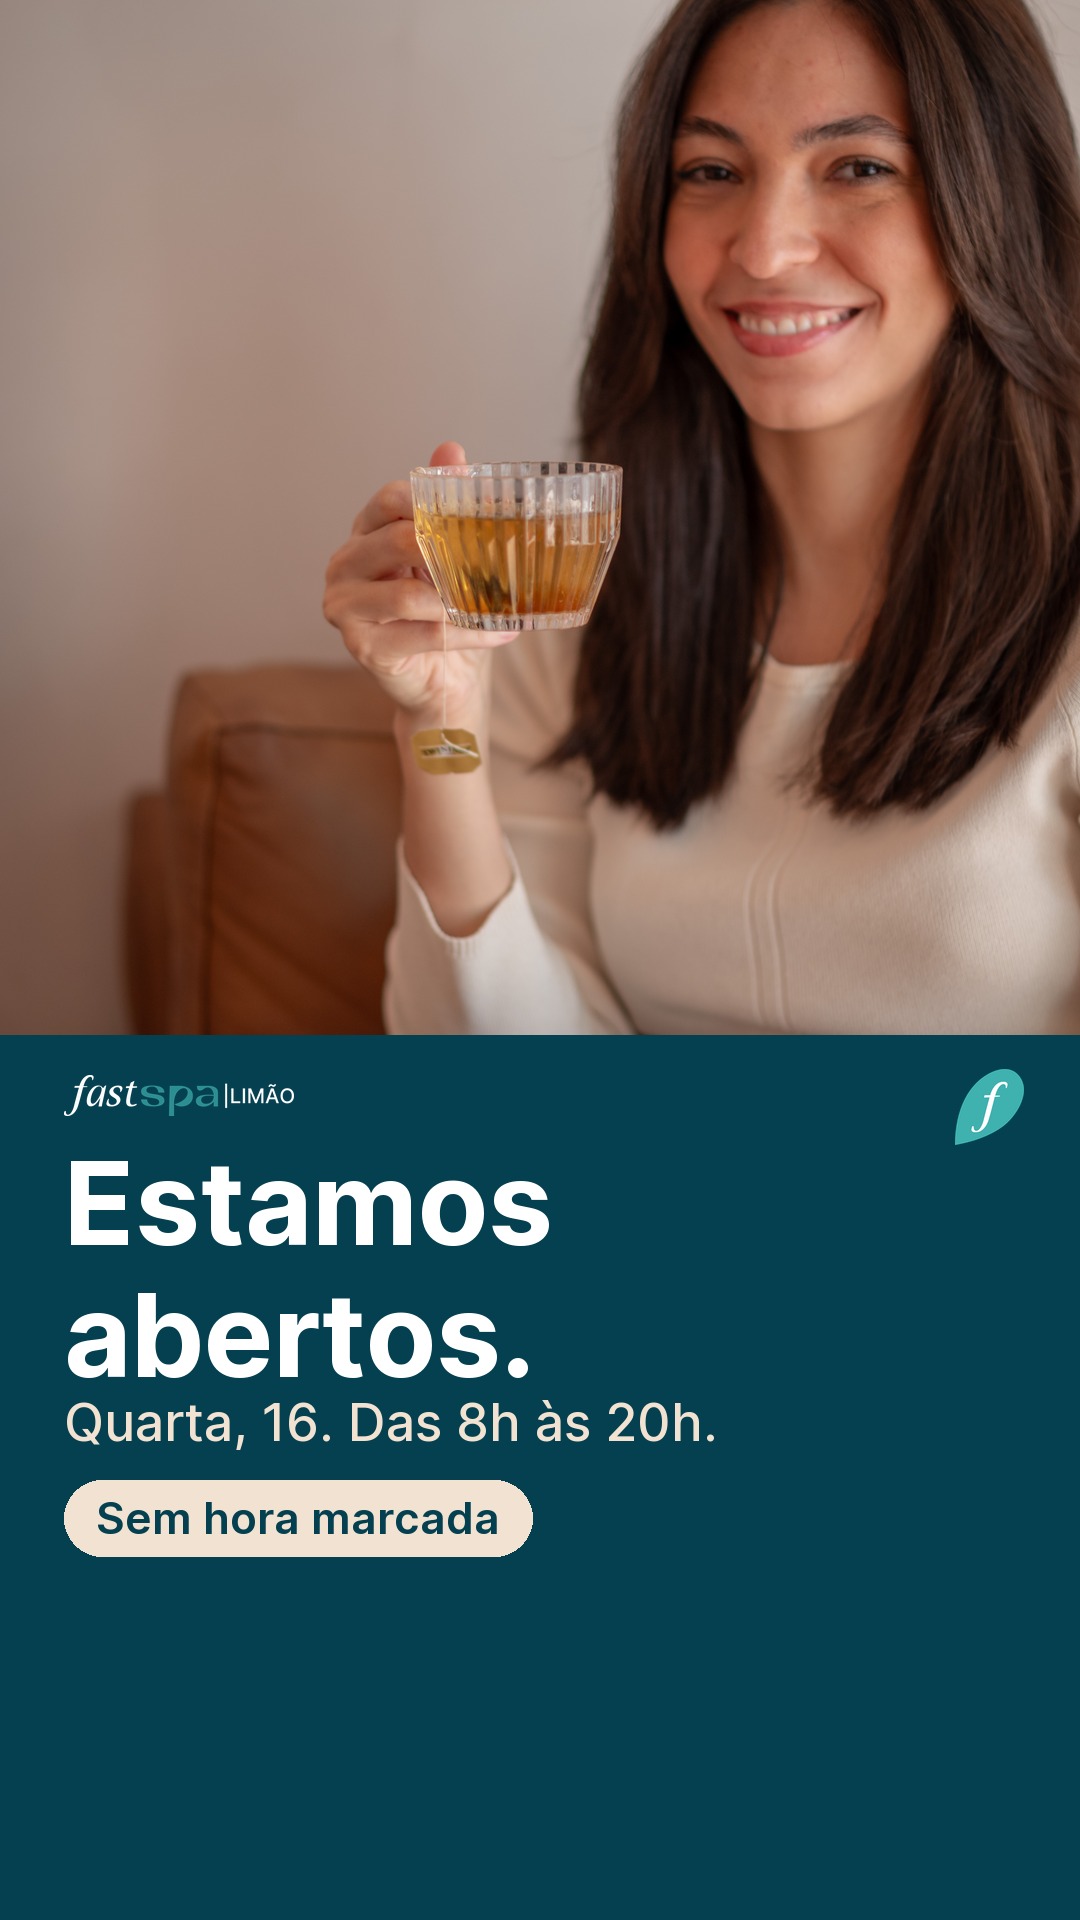 fastspa|LIMÃO
f
Estamos
abertos.
Quarta, 16. Das 8h às 20h.
Sem hora marcada